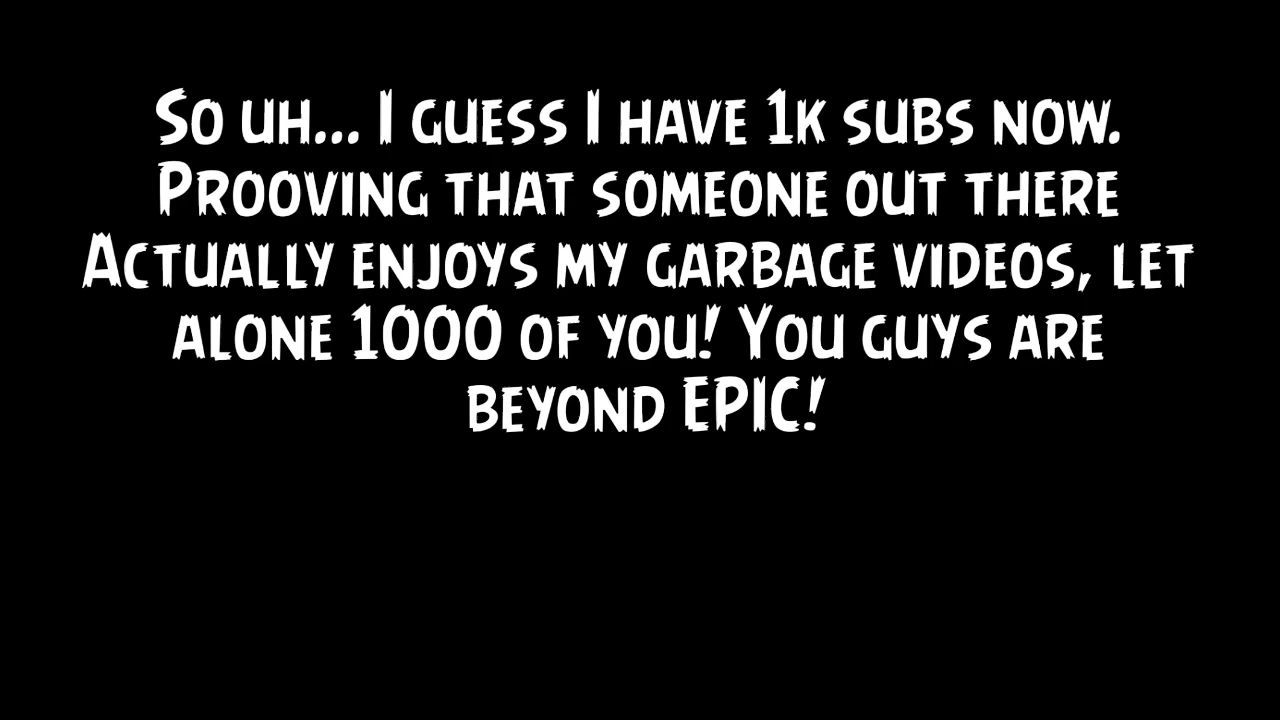 So uh... I guess I have 1k subs now.
Prooving that someone out there
Actually enjoys my garbage videos, let
alone 1000 of you! You guys are
beyond EPIC!